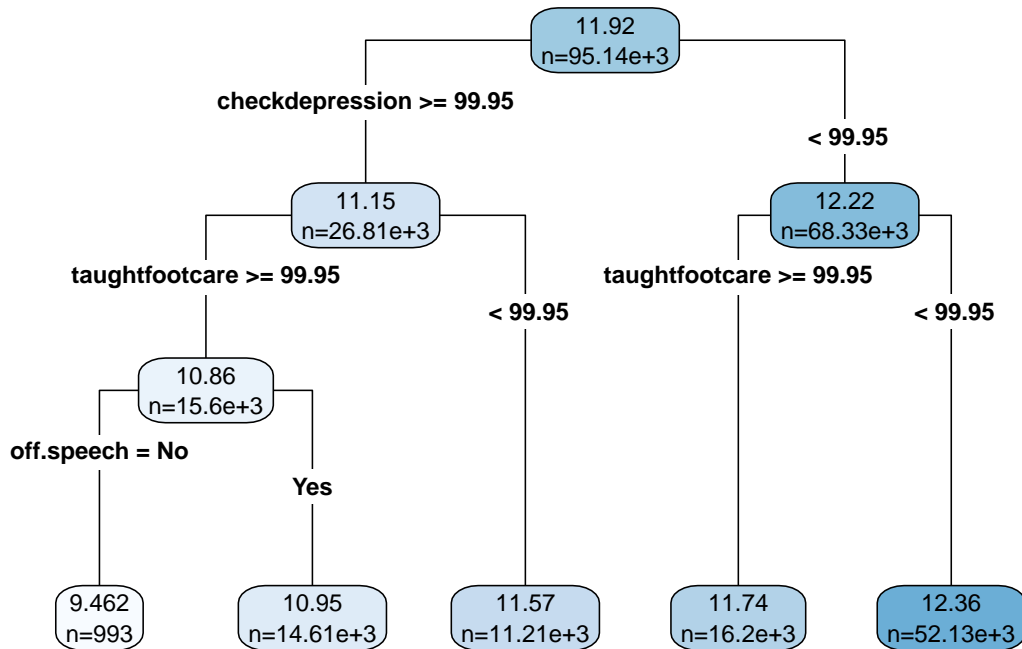 11.92
n=95.14e+3
checkdepression >= 99.95
< 99.95
11.15
n=26.81e+3
12.22
n=68.33e+3
taughtfootcare >= 99.95
< 99.95
taughtfootcare >= 99.95
< 99.95
10.86
n=15.6e+3
off.speech = No
Yes
9.462
n=993
10.95
n=14.61e+3
11.57
n=11.21e+3
11.74
n=16.2e+3
12.36
n=52.13e+3